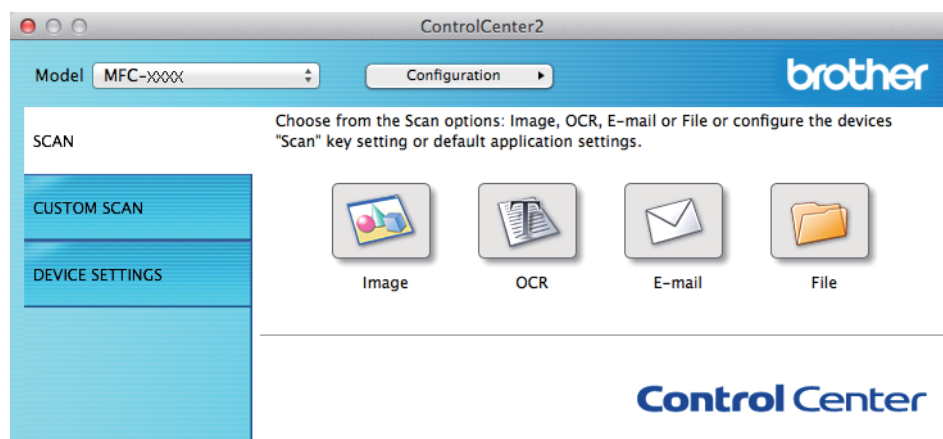 ControlCenter2
Model MFC-XXXX Configuration brother
SCAN
Choose from the Scan options: Image, OCR, E-mail or File or configure the devices
"Scan" key setting or default application settings.
CUSTOM SCAN
DEVICE SETTINGS
Image OCR E-mail File
Control Center